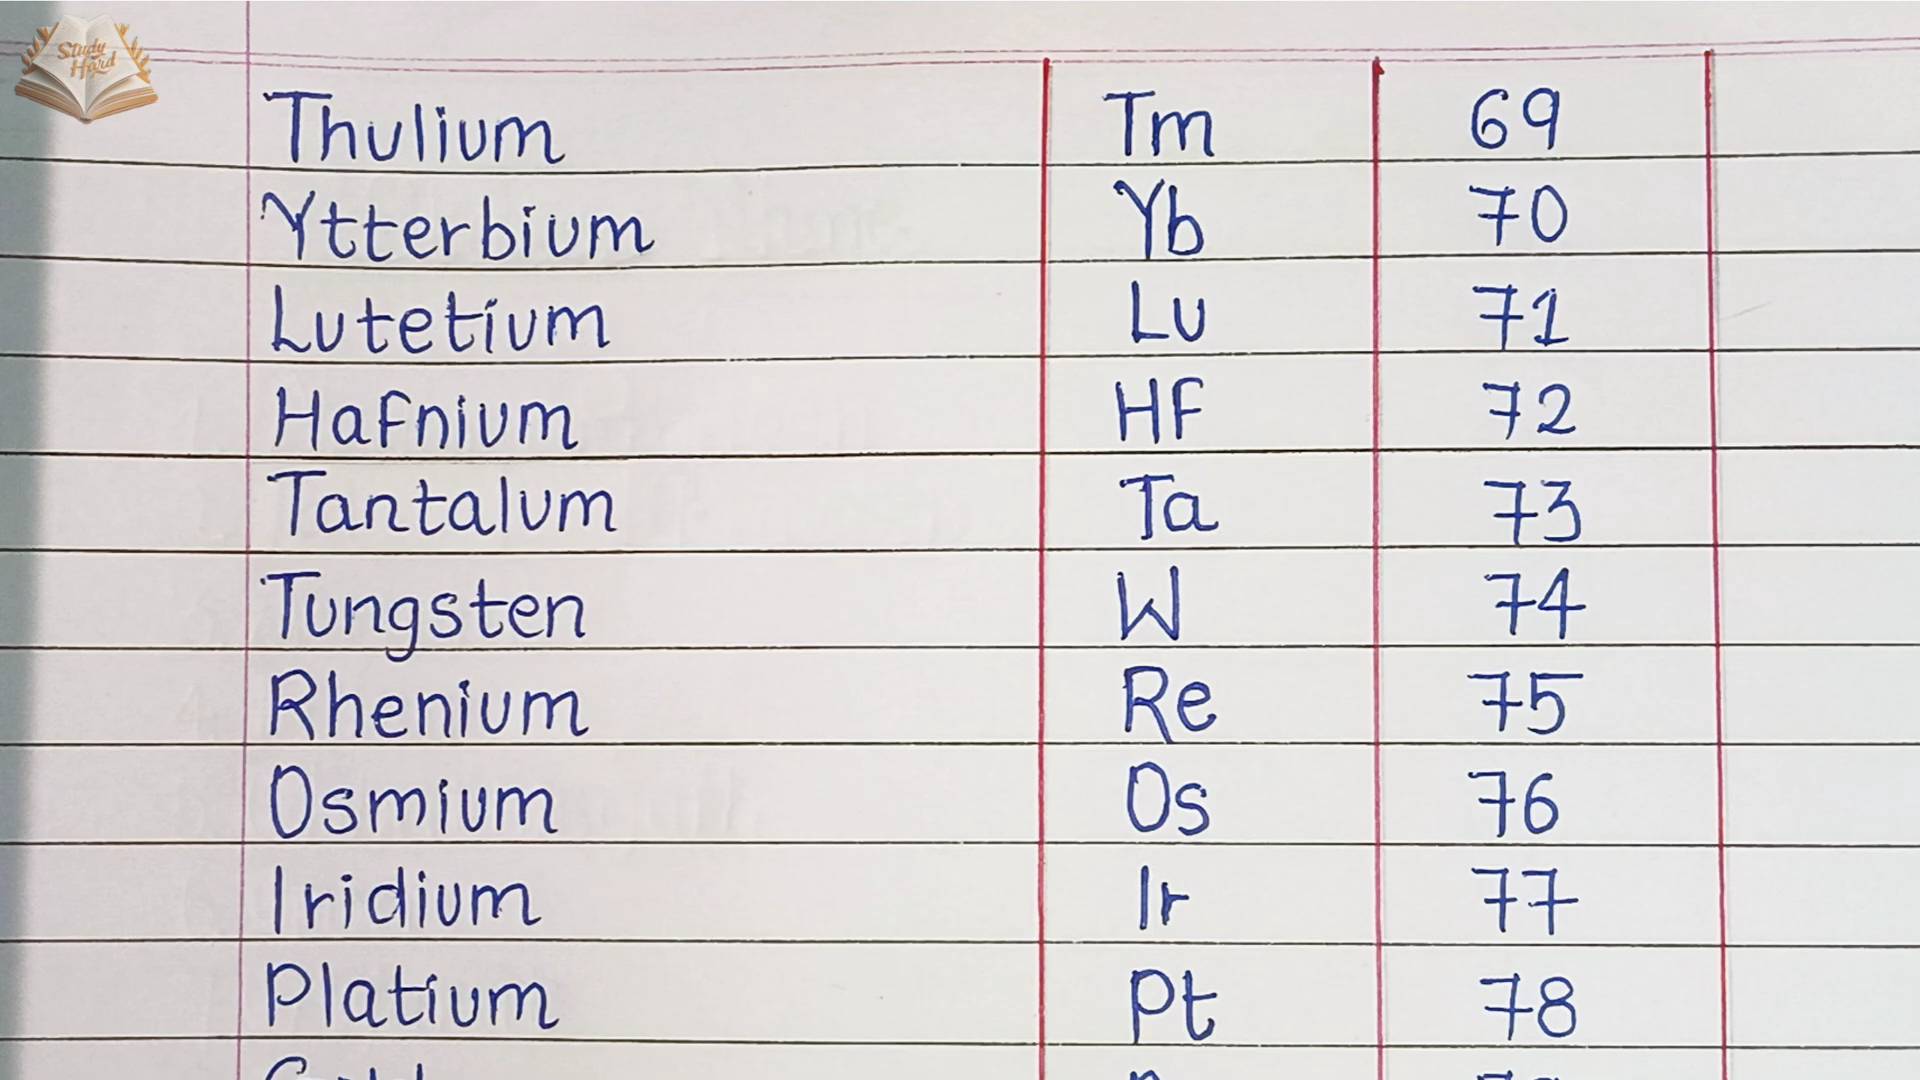 Study
Hard
Thulium Tm 69
Ytterbium Yb 70
Lutetium Lu 71
Hafnium Hf 72
Tantalum Ta 73
Tungsten W 74
Rhenium Re 75
Osmium Os 76
Iridium Ir 77
Platium Pt 78